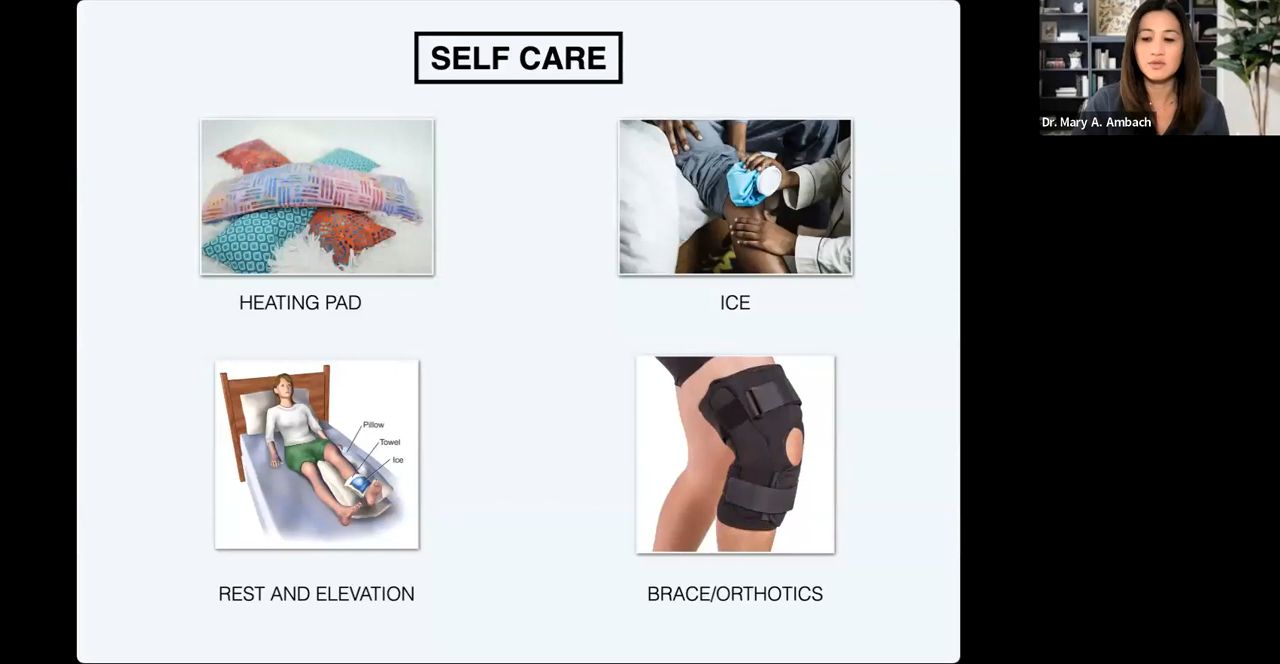 SELF CARE
Dr. Mary A. Ambach
HEATING PAD
ICE
Pillow
Towel
Ice
REST AND ELEVATION
BRACE/ORTHOTICS